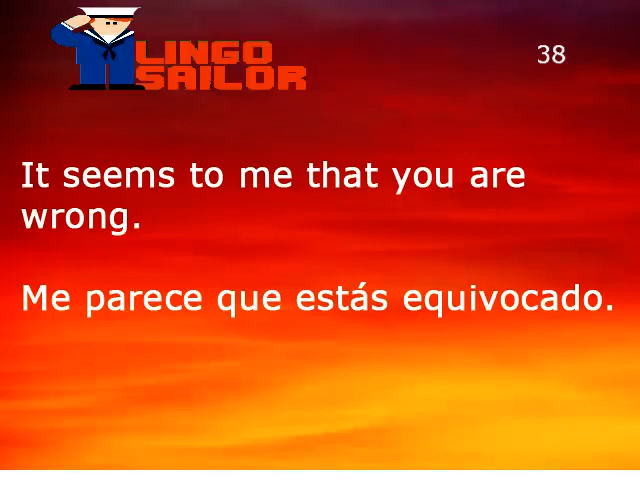 LINGO
SAILOR
38
It seems to me that you are
wrong.
Me parece que estás equivocado.